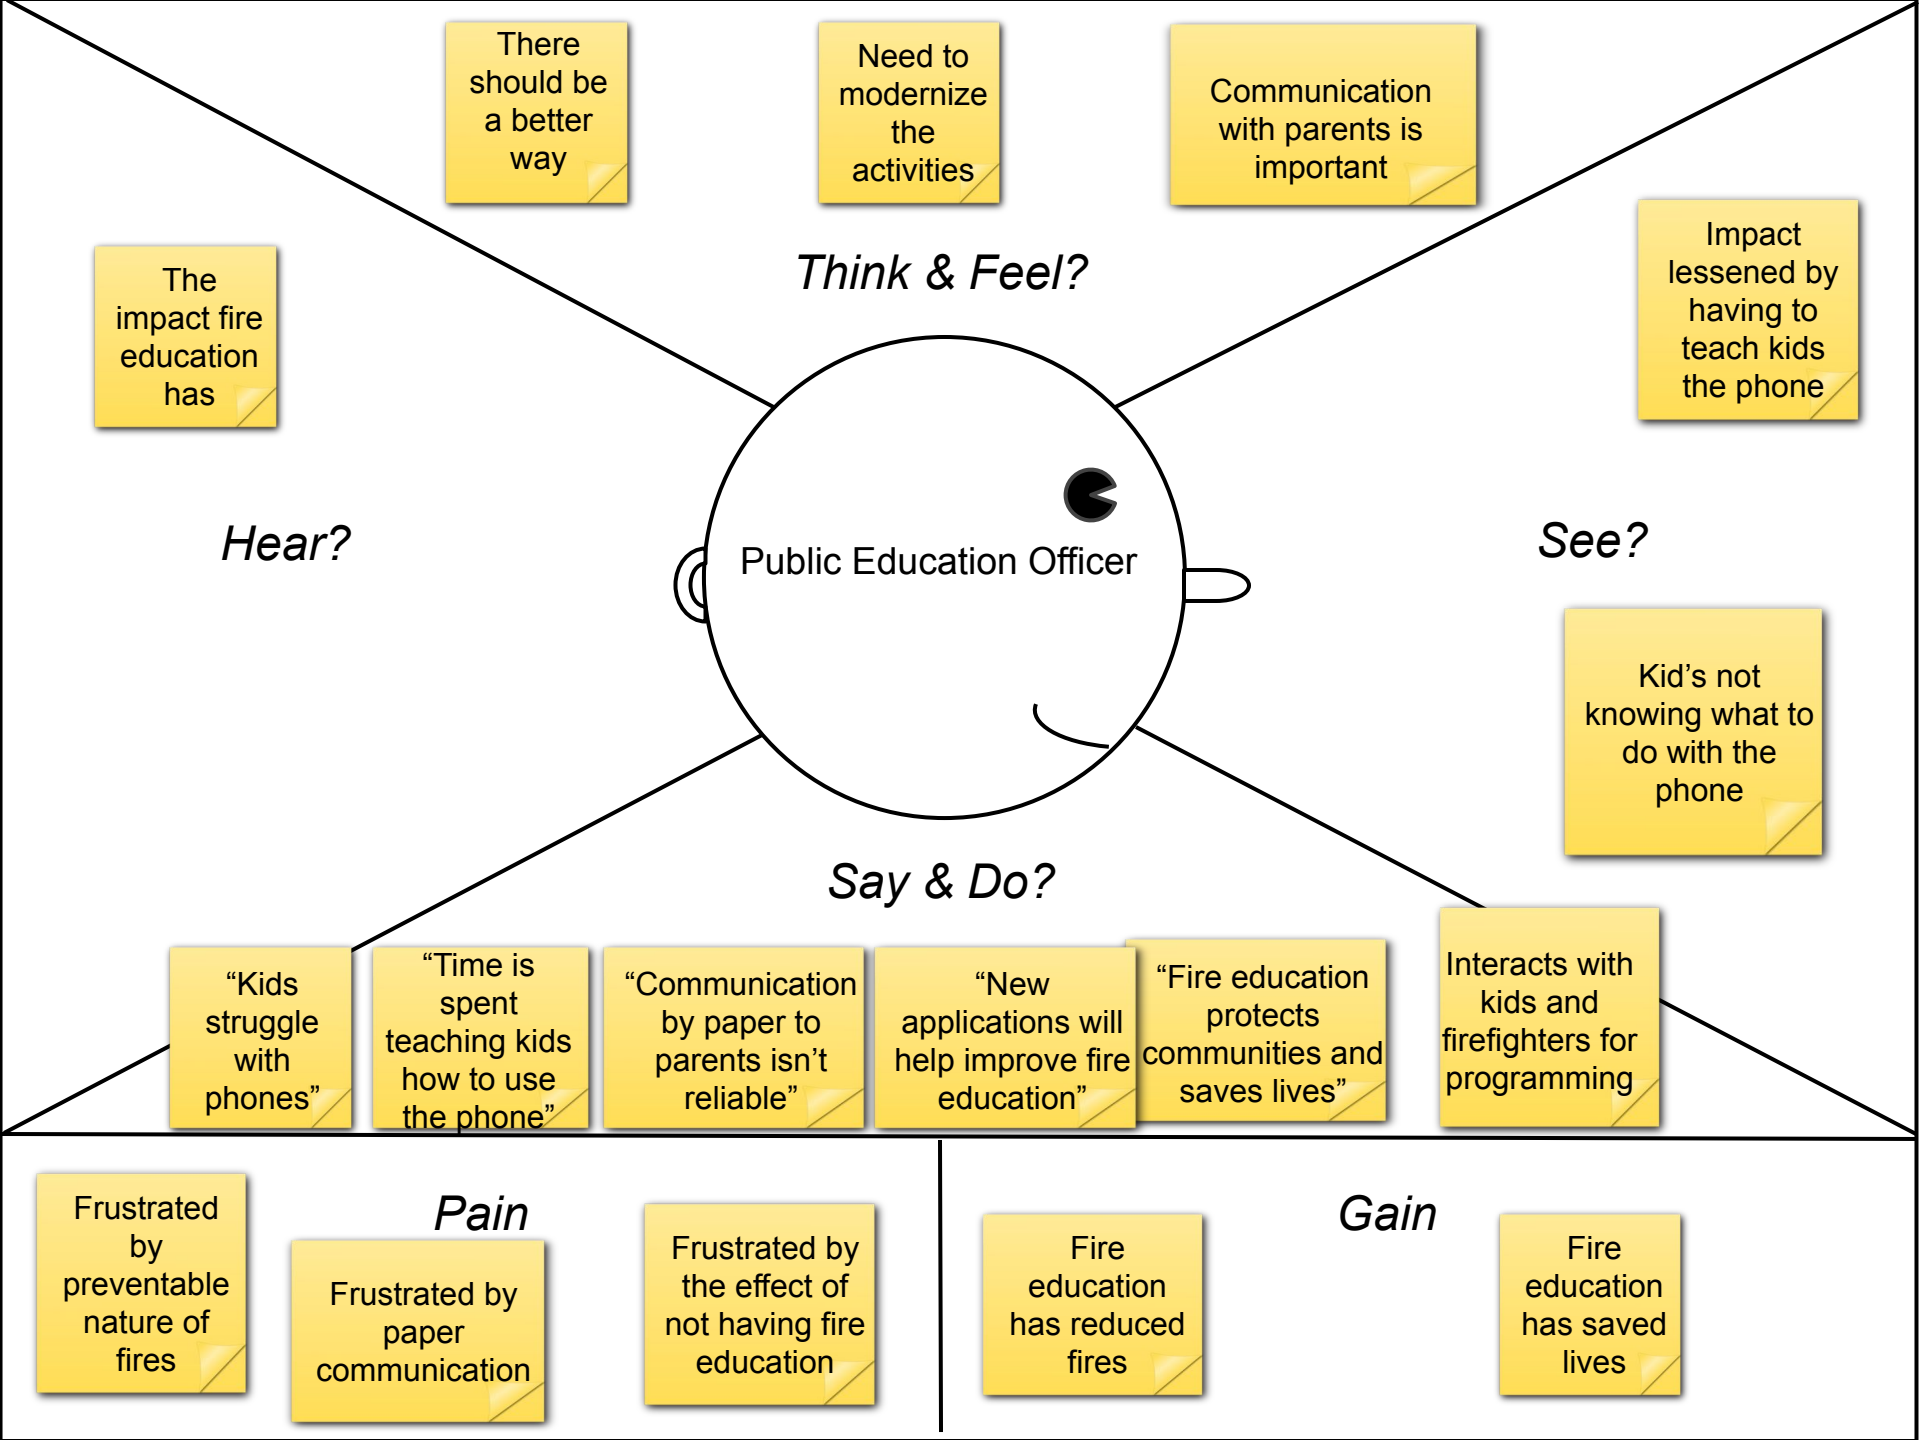 There
should be
a better
way
Need to
modernize
the
activities
Communication
with parents is
important
Think & Feel?
The
impact fire
education
has
Hear?
Impact
lessened by
having to
teach kids
the phone
See?
Kid’s not
knowing what to
do with the
phone
Public Education Officer
Say & Do?
“Kids
struggle
with
phones”
“Time is
spent
teaching kids
how to use
the phone”
“Communication
by paper to
parents isn’t
reliable”
“New
applications will
help improve fire
education”
“Fire education
protects
communities and
saves lives”
Interacts with
kids and
firefighters for
programming
Pain
Frustrated
by
preventable
nature of
fires
Frustrated by
paper
communication
Frustrated by
the effect of
not having fire
education
Gain
Fire
education
has reduced
fires
Fire
education
has saved
lives